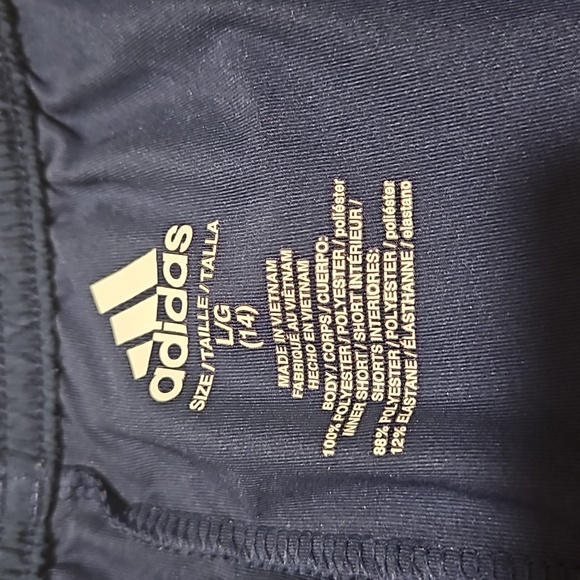 adidas
SIZE / TAILLE / TALLA
L/G
(14)
MADE IN VIETNAM
FABRIQUÉ AU VIÊTNAM
HECHO EN VIETNAM
BODY / CORPS / CUERPO:
100% POLYESTER / POLYESTER / poliéster
INNER SHORT / SHORT INTÉRIEUR /
SHORTS INTERIORES:
88% POLYESTER / POLYESTER / poliéster
12% ELASTANE / ÉLASTHANNE / elastano